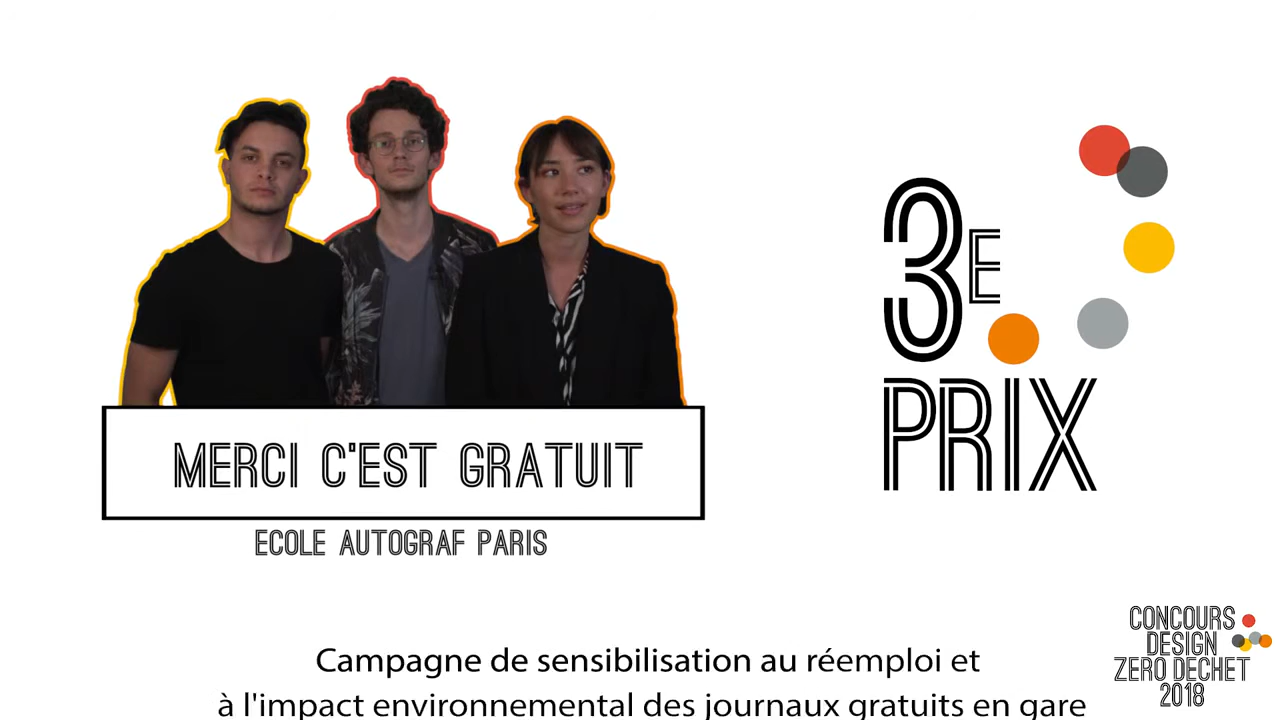 3E
PRIX
MERCI C'EST GRATUIT
ECOLE AUTOGRAF PARIS
Campagne de sensibilisation au réemploi et
à l'impact environnemental des journaux gratuits en gare
CONCOURS
DESIGN
ZERO DECHET
2018